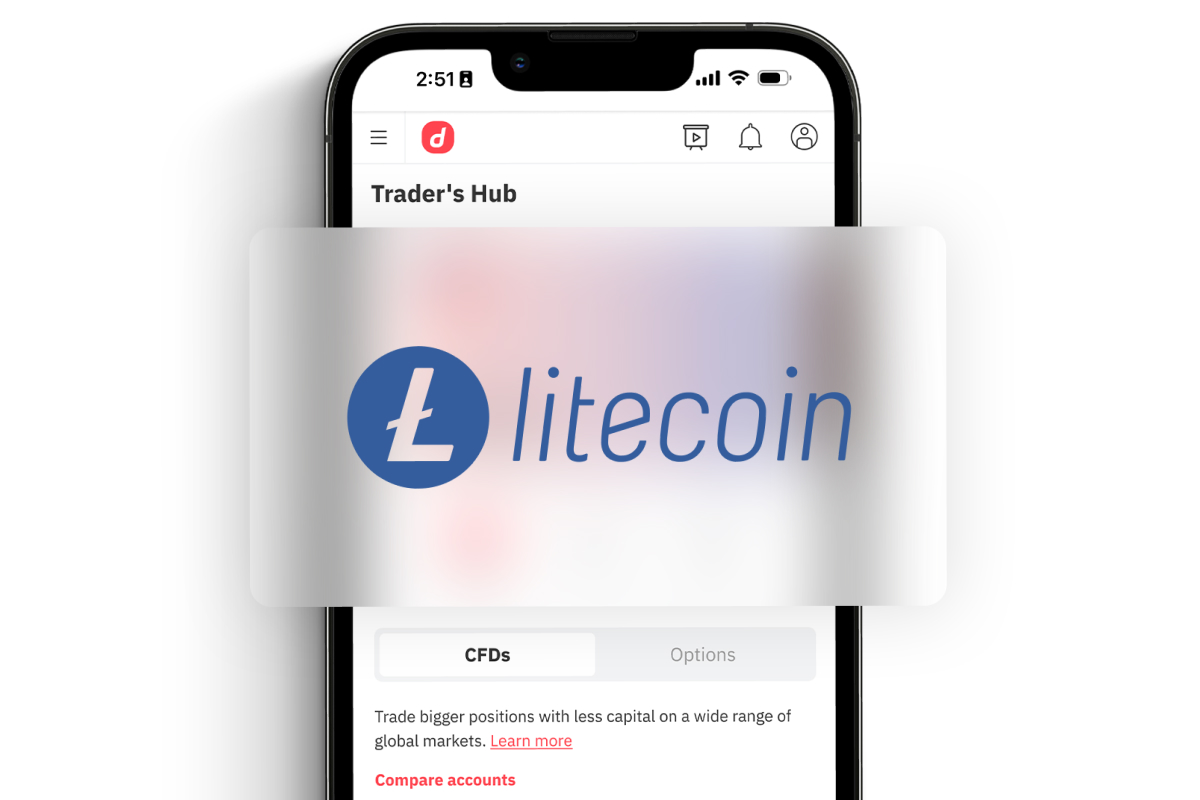 2:51
d
Trader's Hub
Ł litecoin
CFDs Options
Trade bigger positions with less capital on a wide range of
global markets. Learn more
Compare accounts